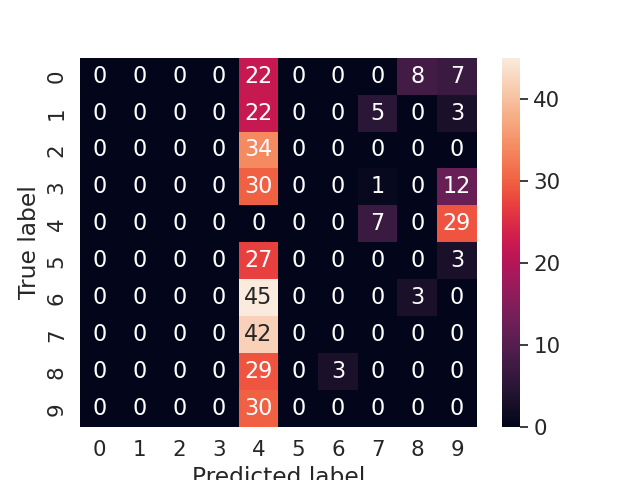 0 0 0 0 0 22 0 0 0 8 7
1 0 0 0 0 22 0 0 5 0 3
2 0 0 0 0 34 0 0 0 0 0
3 0 0 0 0 30 0 0 1 0 12
4 0 0 0 0 0 0 0 7 0 29
5 0 0 0 0 27 0 0 0 0 3
6 0 0 0 0 45 0 0 0 3 0
7 0 0 0 0 42 0 0 0 0 0
8 0 0 0 0 29 0 3 0 0 0
9 0 0 0 0 30 0 0 0 0 0
0 1 2 3 4 5 6 7 8 9
Predicted label
True label
40
30
20
10
0